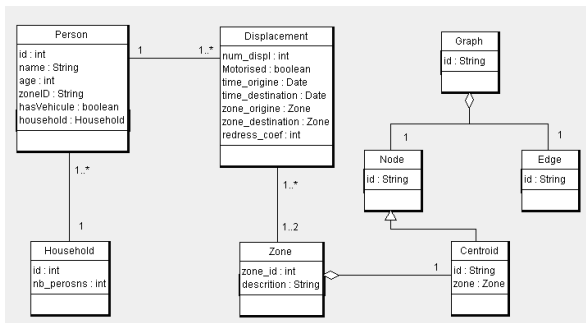 Person
id : int
name : String
age : int
zoneID : String
hasVehicule : boolean
household : Household
1
1..*
Displacement
num_displ : int
Motorised : boolean
time_origine : Date
time_destination : Date
zone_origine : Zone
zone_destination : Zone
redress_coef : int
Graph
id : String
1
1
Node
id : String
Edge
id : String
1..*
1
1..*
1..2
Household
id : int
nb_perosns : int
Zone
zone_id : int
descrition : String
1
Centroid
id : String
zone : Zone